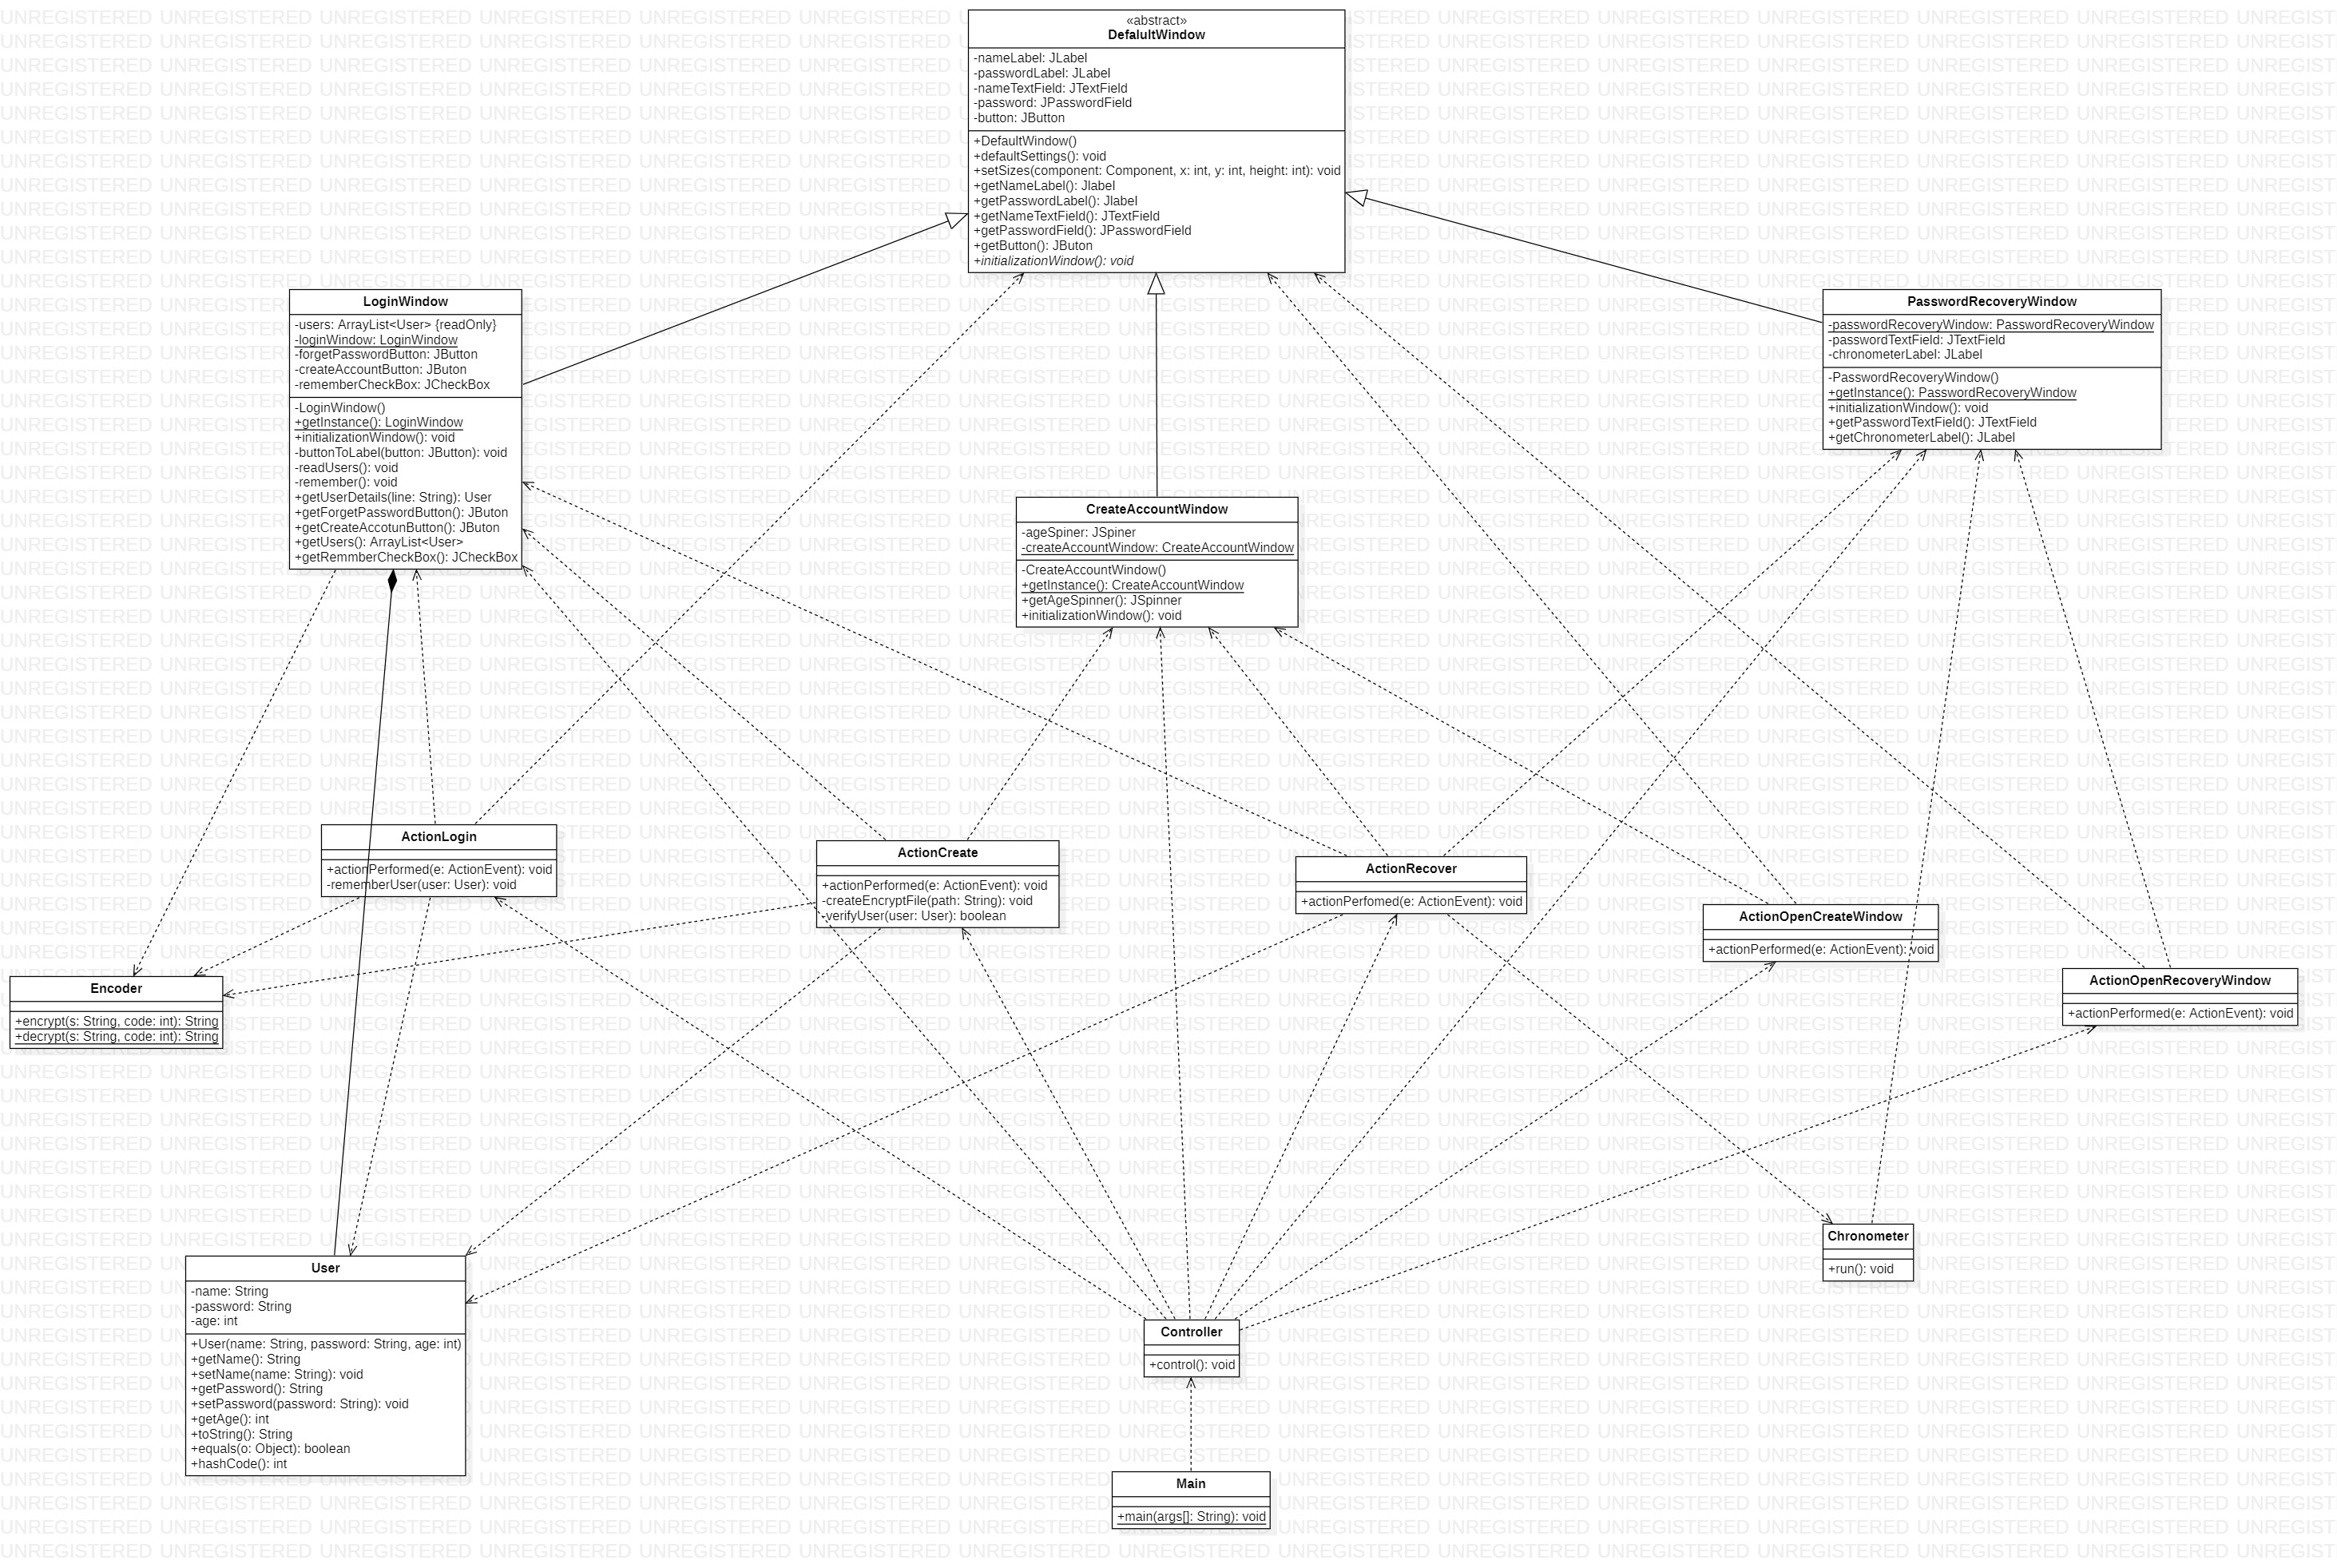 «abstract»
DefalultWindow
-nameLabel: JLabel
-passwordLabel: JLabel
-nameTextField: JTextField
-password: JPasswordField
-button: JButton
+DefaultWindow()
+defaultSettings(): void
+setSizes(component: Component, x: int, y: int, height: int): void
+getNameLabel(): Jlabel
+getPasswordLabel(): Jlabel
+getNameTextField(): JTextField
+getPasswordField(): JPasswordField
+getButton(): JButon
+initializationWindow(): void
LoginWindow
-users: ArrayList<User> {readOnly}
-loginWindow: LoginWindow
-forgetPasswordButton: JButton
-createAccountButton: JButon
-rememberCheckBox: JCheckBox
-LoginWindow()
+getInstance(): LoginWindow
+initializationWindow(): void
-buttonToLabel(button: JButton): void
-readUsers(): void
-remember(): void
+getUserDetails(line: String): User
+getForgetPasswordButton(): JButon
+getCreateAccotunButton(): JButon
+getUsers(): ArrayList<User>
+getRemmberCheckBox(): JCheckBox
PasswordRecoveryWindow
-passwordRecoveryWindow: PasswordRecoveryWindow
-passwordTextField: JTextField
-chronometerLabel: JLabel
-PasswordRecoveryWindow()
+getInstance(): PasswordRecoveryWindow
+initializationWindow(): void
+getPasswordTextField(): JTextField
+getChronometerLabel(): JLabel
CreateAccountWindow
-ageSpiner: JSpiner
-createAccountWindow: CreateAccountWindow
-CreateAccountWindow()
+getInstance(): CreateAccountWindow
+getAgeSpinner(): JSpinner
+initializationWindow(): void
ActionLogin
+actionPerformed(e: ActionEvent): void
-rememberUser(user: User): void
ActionCreate
+actionPerformed(e: ActionEvent): void
-createEncryptFile(path: String): void
-verifyUser(user: User): boolean
ActionRecover
+actionPerfomed(e: ActionEvent): void
ActionOpenCreateWindow
+actionPerformed(e: ActionEvent): void
ActionOpenRecoveryWindow
+actionPerformed(e: ActionEvent): void
Encoder
+encrypt(s: String, code: int): String
+decrypt(s: String, code: int): String
User
-name: String
-password: String
-age: int
+User(name: String, password: String, age: int)
+getName(): String
+setName(name: String): void
+getPassword(): String
+setPassword(password: String): void
+getAge(): int
+toString(): String
+equals(o: Object): boolean
+hashCode(): int
Chronometer
+run(): void
Controller
+control(): void
Main
+main(args[]: String): void
UNREGISTERED